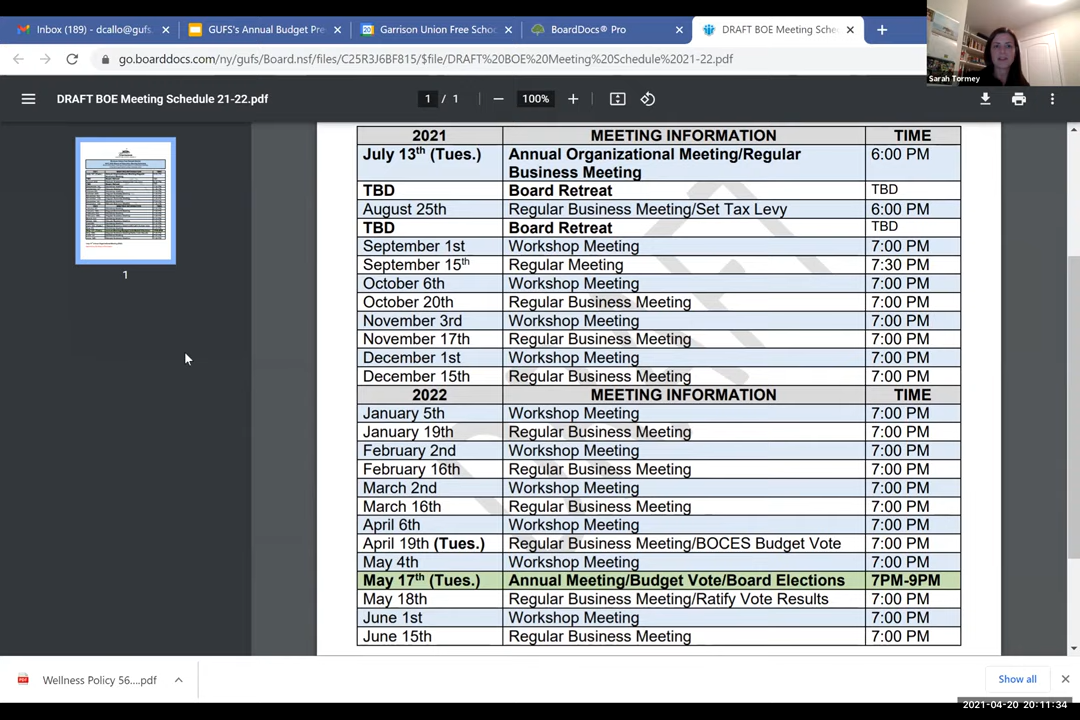 Inbox (189) - dcallo@gufs.
GUFS's Annual Budget Pre
Garrison Union Free Schoo
BoardDocs® Pro
DRAFT BOE Meeting Sche
go.boarddocs.com/ny/gufs/Board.nsf/files/C25R3J6BF815/$file/DRAFT%20BOE%20Meeting%20Schedule%2021-22.pdf
Sarah Tormey
DRAFT BOE Meeting Schedule 21-22.pdf
1 / 1
100%
2021 MEETING INFORMATION TIME
July 13th (Tues.) Annual Organizational Meeting/Regular Business Meeting 6:00 PM
TBD Board Retreat TBD
August 25th Regular Business Meeting/Set Tax Levy 6:00 PM
TBD Board Retreat TBD
September 1st Workshop Meeting 7:00 PM
September 15th Regular Meeting 7:30 PM
October 6th Workshop Meeting 7:00 PM
October 20th Regular Business Meeting 7:00 PM
November 3rd Workshop Meeting 7:00 PM
November 17th Regular Business Meeting 7:00 PM
December 1st Workshop Meeting 7:00 PM
December 15th Regular Business Meeting 7:00 PM
2022 MEETING INFORMATION TIME
January 5th Workshop Meeting 7:00 PM
January 19th Regular Business Meeting 7:00 PM
February 2nd Workshop Meeting 7:00 PM
February 16th Regular Business Meeting 7:00 PM
March 2nd Workshop Meeting 7:00 PM
March 16th Regular Business Meeting 7:00 PM
April 6th Workshop Meeting 7:00 PM
April 19th (Tues.) Regular Business Meeting/BOCES Budget Vote 7:00 PM
May 4th Workshop Meeting 7:00 PM
May 17th (Tues.) Annual Meeting/Budget Vote/Board Elections 7PM-9PM
May 18th Regular Business Meeting/Ratify Vote Results 7:00 PM
June 1st Workshop Meeting 7:00 PM
June 15th Regular Business Meeting 7:00 PM
DRAFT
1
Wellness Policy 56....pdf
Show all
2021-04-20 20:11:34